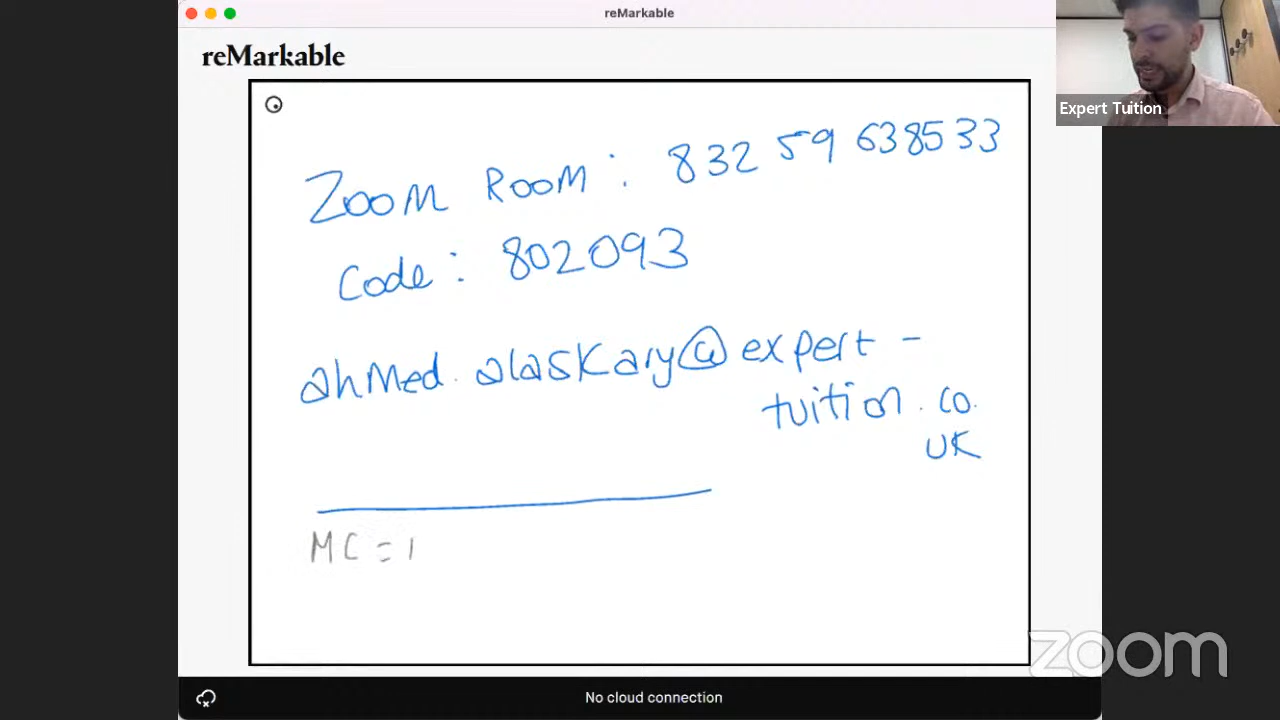 reMarkable
reMarkable
Expert Tuition
Zoom Room: 832 59 638533
Code: 802093
ahmed.alaskary@expert-
tuition.co.
UK
MC = 1
zoom
No cloud connection